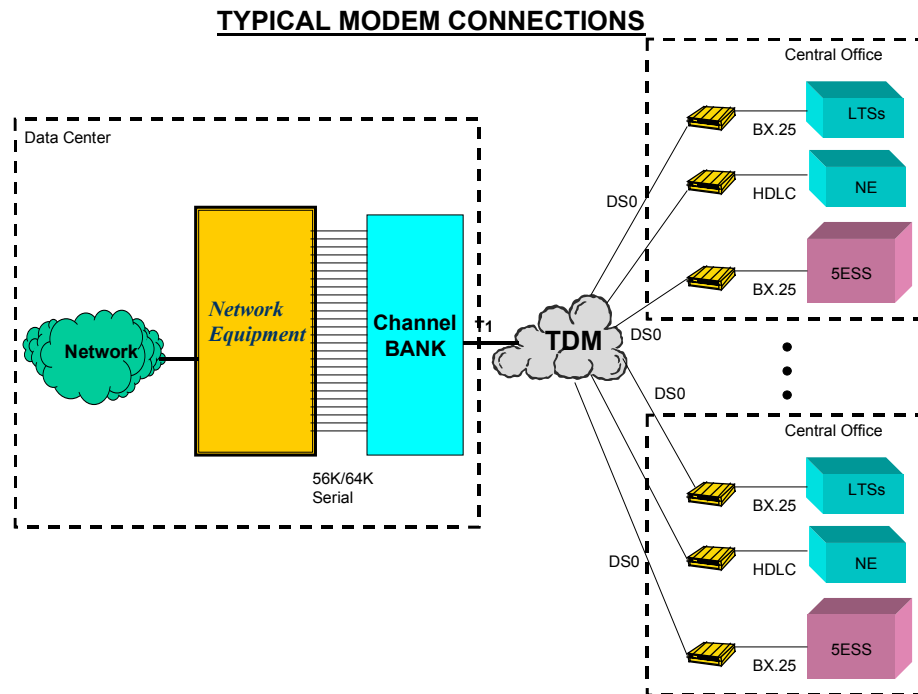 TYPICAL MODEM CONNECTIONS
Data Center
Network
Network
Equipment
56K/64K
Serial
Channel
BANK
T1
TDM
DS0
DS0
DS0
DS0
Central Office
LTSs
BX.25
NE
HDLC
5ESS
BX.25
Central Office
LTSs
BX.25
NE
HDLC
5ESS
BX.25